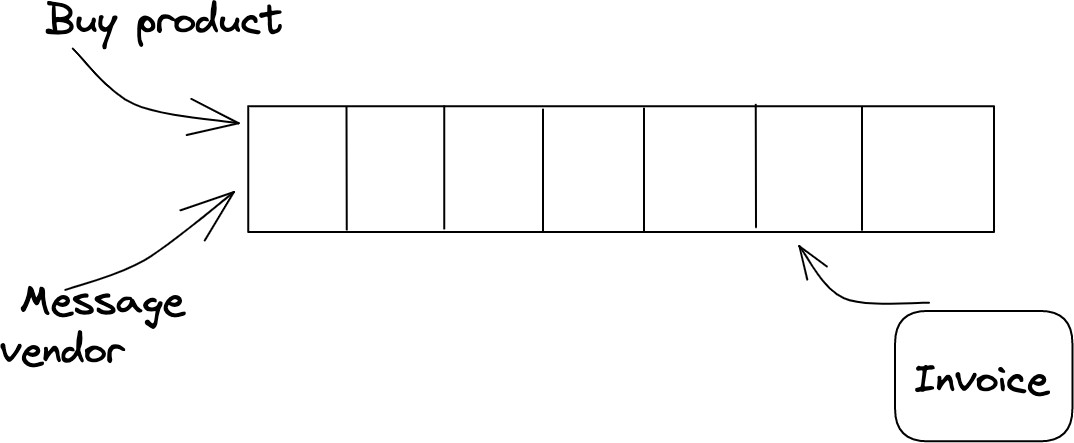 Buy product
Message
vendor
Invoice